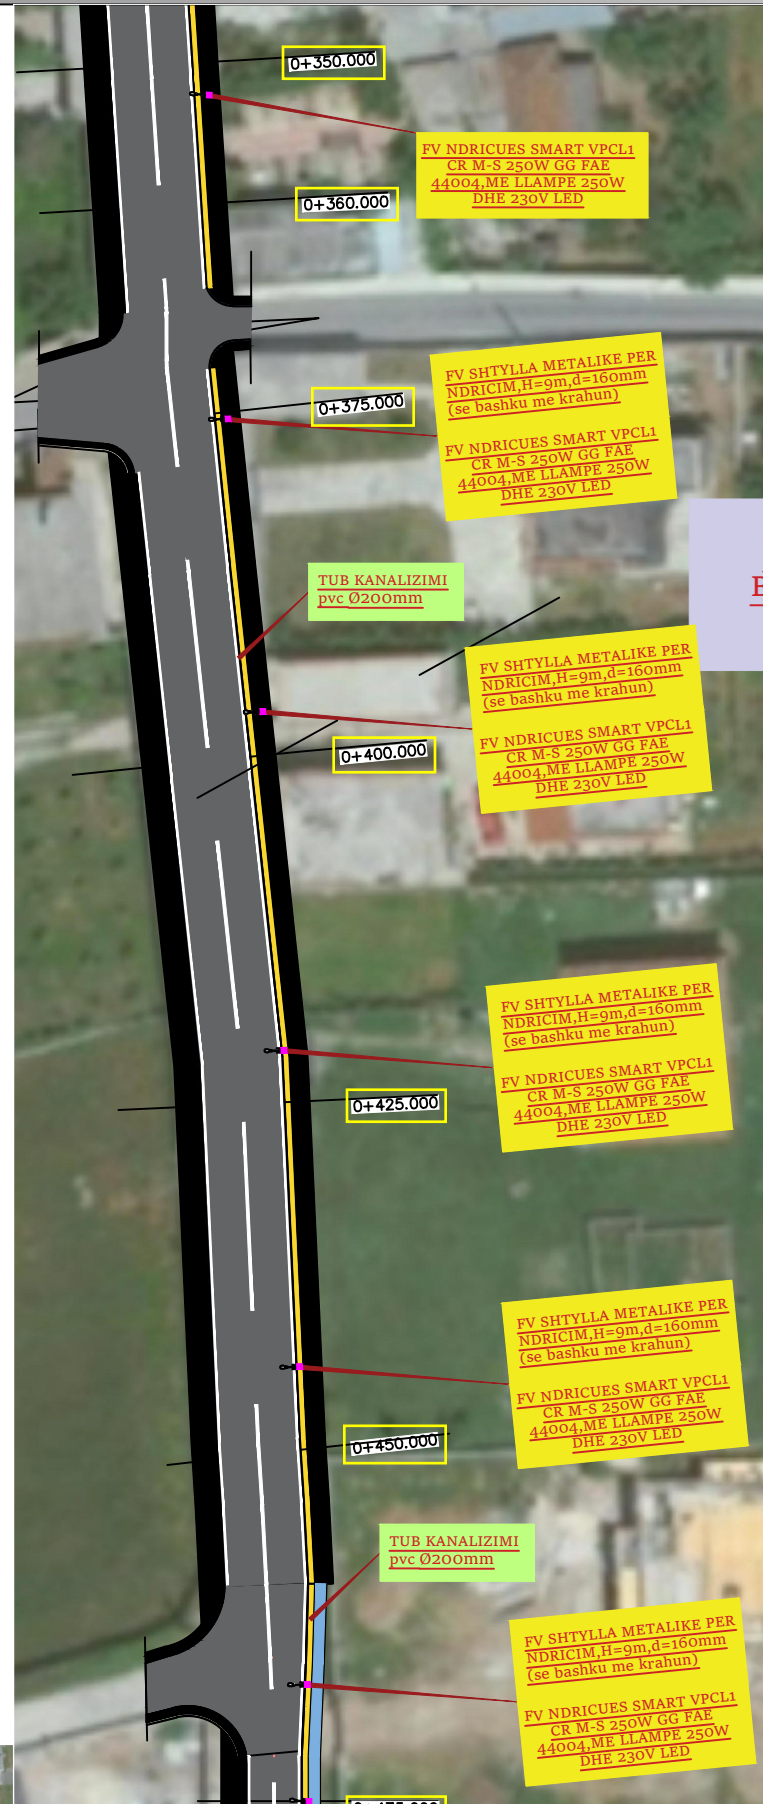 0+350.000
FV NDRICUES SMART VPCL1
CR M-S 250W GG FAE
44004,ME LLAMPE 250W
DHE 230V LED
0+360.000
FV SHTYLLA METALIKE PER
NDRICIM,H=9m,d=160mm
(se bashku me krahun)
FV NDRICUES SMART VPCL1
CR M-S 250W GG FAE
44004,ME LLAMPE 250W
DHE 230V LED
0+375.000
TUB KANALIZIMI
pvc Ø200mm
FV SHTYLLA METALIKE PER
NDRICIM,H=9m,d=160mm
(se bashku me krahun)
FV NDRICUES SMART VPCL1
CR M-S 250W GG FAE
44004,ME LLAMPE 250W
DHE 230V LED
0+400.000
FV SHTYLLA METALIKE PER
NDRICIM,H=9m,d=160mm
(se bashku me krahun)
FV NDRICUES SMART VPCL1
CR M-S 250W GG FAE
44004,ME LLAMPE 250W
DHE 230V LED
0+425.000
FV SHTYLLA METALIKE PER
NDRICIM,H=9m,d=160mm
(se bashku me krahun)
FV NDRICUES SMART VPCL1
CR M-S 250W GG FAE
44004,ME LLAMPE 250W
DHE 230V LED
0+450.000
TUB KANALIZIMI
pvc Ø200mm
FV SHTYLLA METALIKE PER
NDRICIM,H=9m,d=160mm
(se bashku me krahun)
FV NDRICUES SMART VPCL1
CR M-S 250W GG FAE
44004,ME LLAMPE 250W
DHE 230V LED